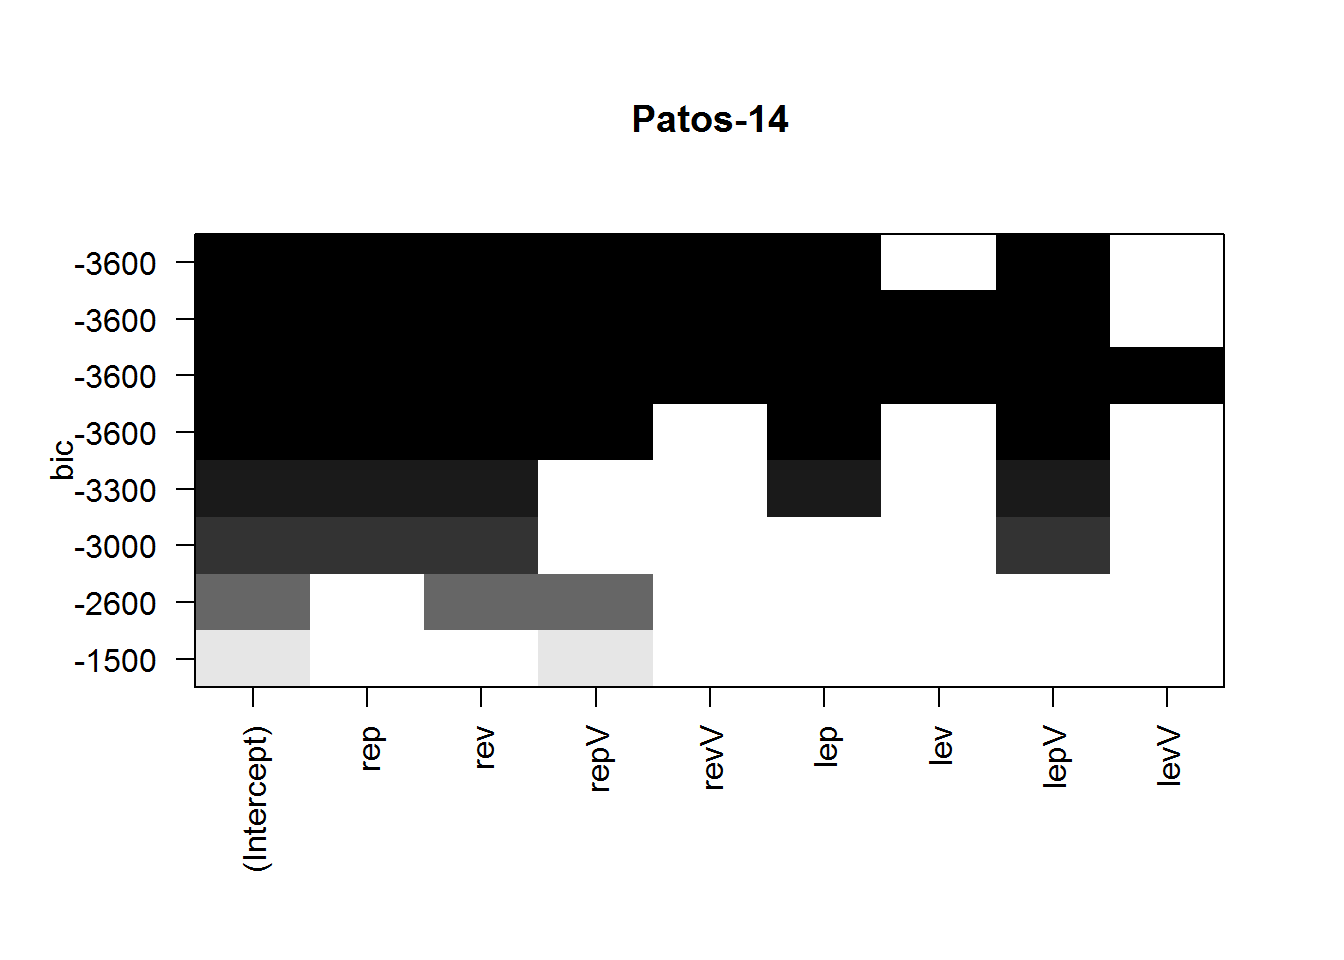 Patos-14
bic
-3600
-3600
-3600
-3600
-3300
-3000
-2600
-1500
(Intercept)
rep
rev
repV
revV
lep
lev
lepV
levV